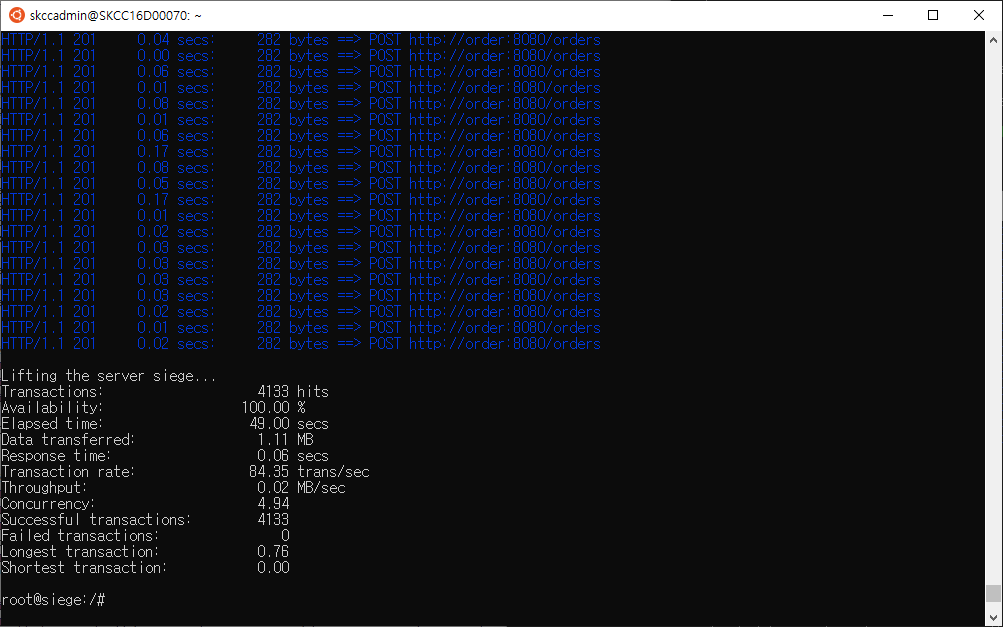 skccadmin@SKCC16D00070: ~
HTTP/1.1 201 0.04 secs: 282 bytes ==> POST http://order:8080/orders
HTTP/1.1 201 0.00 secs: 282 bytes ==> POST http://order:8080/orders
HTTP/1.1 201 0.06 secs: 282 bytes ==> POST http://order:8080/orders
HTTP/1.1 201 0.01 secs: 282 bytes ==> POST http://order:8080/orders
HTTP/1.1 201 0.08 secs: 282 bytes ==> POST http://order:8080/orders
HTTP/1.1 201 0.01 secs: 282 bytes ==> POST http://order:8080/orders
HTTP/1.1 201 0.06 secs: 282 bytes ==> POST http://order:8080/orders
HTTP/1.1 201 0.17 secs: 282 bytes ==> POST http://order:8080/orders
HTTP/1.1 201 0.06 secs: 282 bytes ==> POST http://order:8080/orders
HTTP/1.1 201 0.05 secs: 282 bytes ==> POST http://order:8080/orders
HTTP/1.1 201 0.17 secs: 282 bytes ==> POST http://order:8080/orders
HTTP/1.1 201 0.01 secs: 282 bytes ==> POST http://order:8080/orders
HTTP/1.1 201 0.02 secs: 282 bytes ==> POST http://order:8080/orders
HTTP/1.1 201 0.03 secs: 282 bytes ==> POST http://order:8080/orders
HTTP/1.1 201 0.03 secs: 282 bytes ==> POST http://order:8080/orders
HTTP/1.1 201 0.03 secs: 282 bytes ==> POST http://order:8080/orders
HTTP/1.1 201 0.03 secs: 282 bytes ==> POST http://order:8080/orders
HTTP/1.1 201 0.02 secs: 282 bytes ==> POST http://order:8080/orders
HTTP/1.1 201 0.01 secs: 282 bytes ==> POST http://order:8080/orders
HTTP/1.1 201 0.02 secs: 282 bytes ==> POST http://order:8080/orders
Lifting the server siege...
Transactions: 4133 hits
Availability: 100.00 %
Elapsed time: 49.00 secs
Data transferred: 1.11 MB
Response time: 0.06 secs
Transaction rate: 84.35 trans/sec
Throughput: 0.02 MB/sec
Concurrency: 4.94
Successful transactions: 4133
Failed transactions: 0
Longest transaction: 0.76
Shortest transaction: 0.00
root@siege:/#